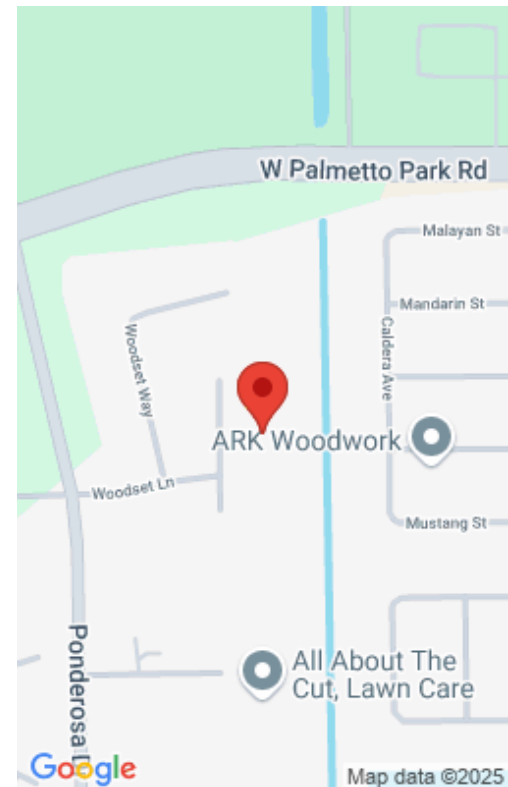 W Palmetto Park Rd
Malayan St
Mandarin St
Caldera Ave
Woodset Way
ARK Woodwork
Woodset Ln
Mustang St
Ponderosa D
All About The
Cut, Lawn Care
Google
Map data ©2025